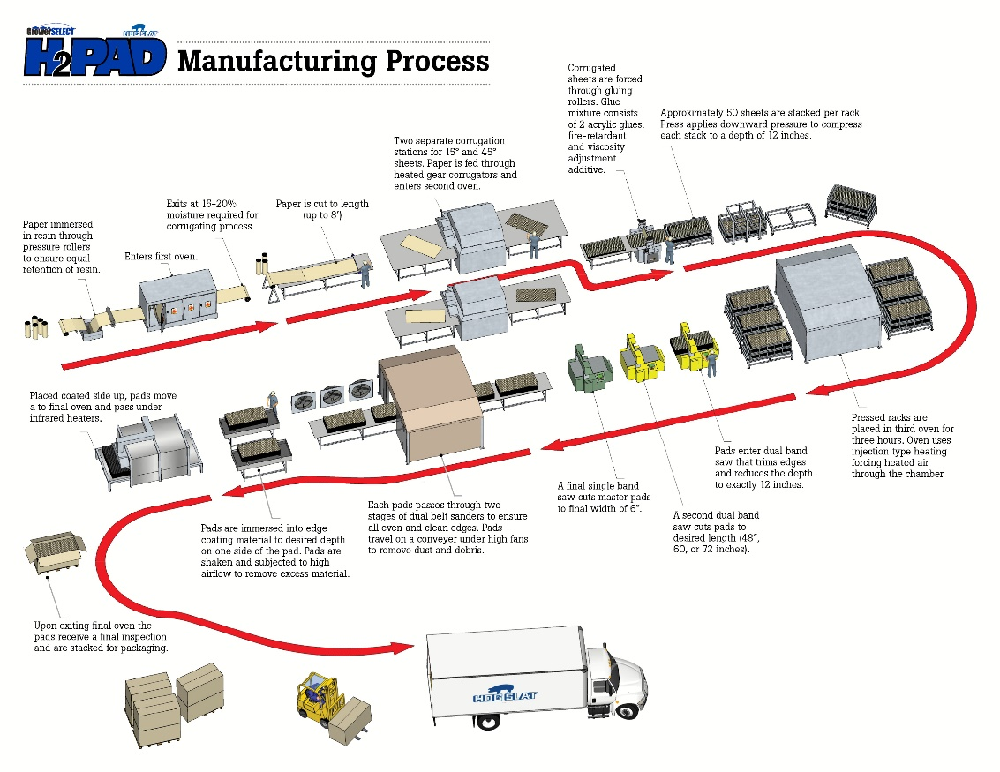 GrowerSELECT
HOG SLAT
H2PAD
Manufacturing Process
Paper immersed
in resin through
pressure rollers
to ensure equal
retention of resin.
Enters first oven.
Exits at 15-20%
moisture required for
corrugating process.
Paper is cut to length
(up to 8')
Two separate corrugation
stations for 15° and 45°
sheets. Paper is fed through
heated gear corrugators and
enters second oven.
Corrugated
sheets are forced
through gluing
rollers. Glue
mixture consists
of 2 acrylic glues,
fire-retardant
and viscosity
adjustment
additive.
Approximately 50 sheets are stacked per rack.
Press applies downward pressure to compress
each stack to a depth of 12 inches.
Pressed racks are
placed in third oven for
three hours. Oven uses
injection type heating
forcing heated air
through the chamber.
Pads enter dual band
saw that trims edges
and reduces the depth
to exactly 12 inches.
A second dual band
saw cuts pads to
desired length (48",
60, or 72 inches).
A final single band
saw cuts master pads
to final width of 6".
Each pads passes through two
stages of dual belt sanders to ensure
all even and clean edges. Pads
travel on a conveyer under high fans
to remove dust and debris.
Pads are immersed into edge
coating material to desired depth
on one side of the pad. Pads are
shaken and subjected to high
airflow to remove excess material.
Placed coated side up, pads move
a to final oven and pass under
infrared heaters.
Upon exiting final oven the
pads receive a final inspection
and are stacked for packaging.
HOG SLAT